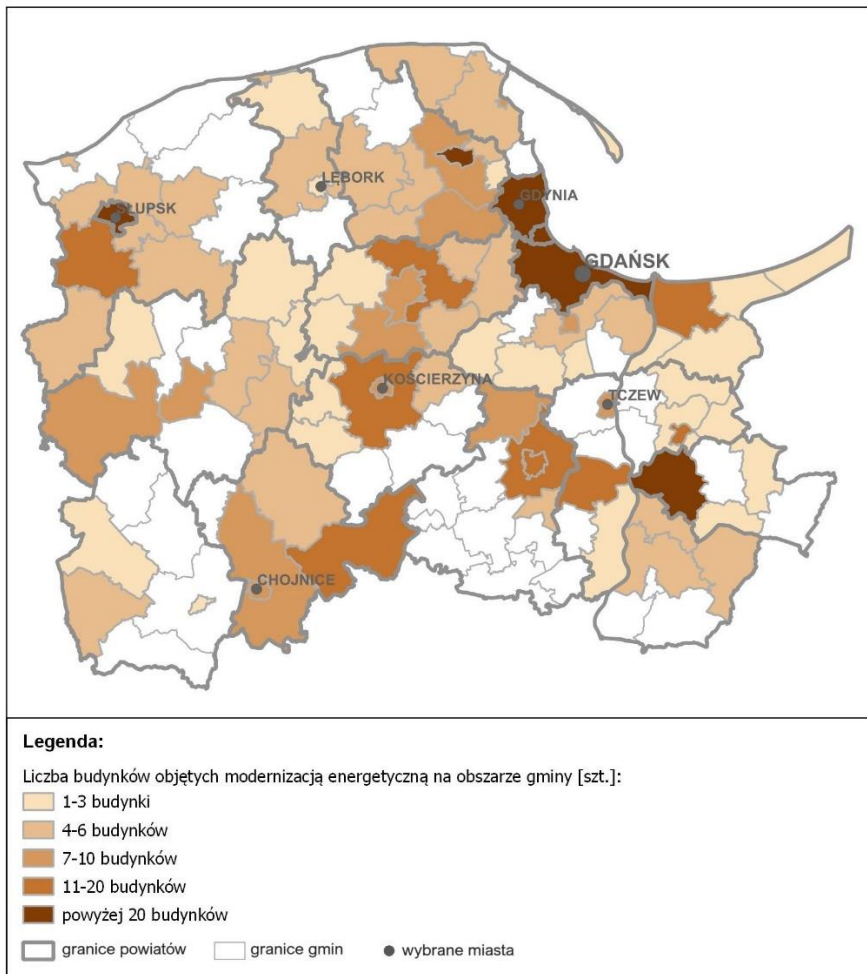 LĘBORK
GDYNIA
SŁUPSK
GDAŃSK
KOŚCIERZYNA
TCZEW
CHOJNICE
Legenda:
Liczba budynków objętych modernizacją energetyczną na obszarze gminy [szt.]:
1-3 budynki
4-6 budynków
7-10 budynków
11-20 budynków
powyżej 20 budynków
granice powiatów granice gmin wybrane miasta